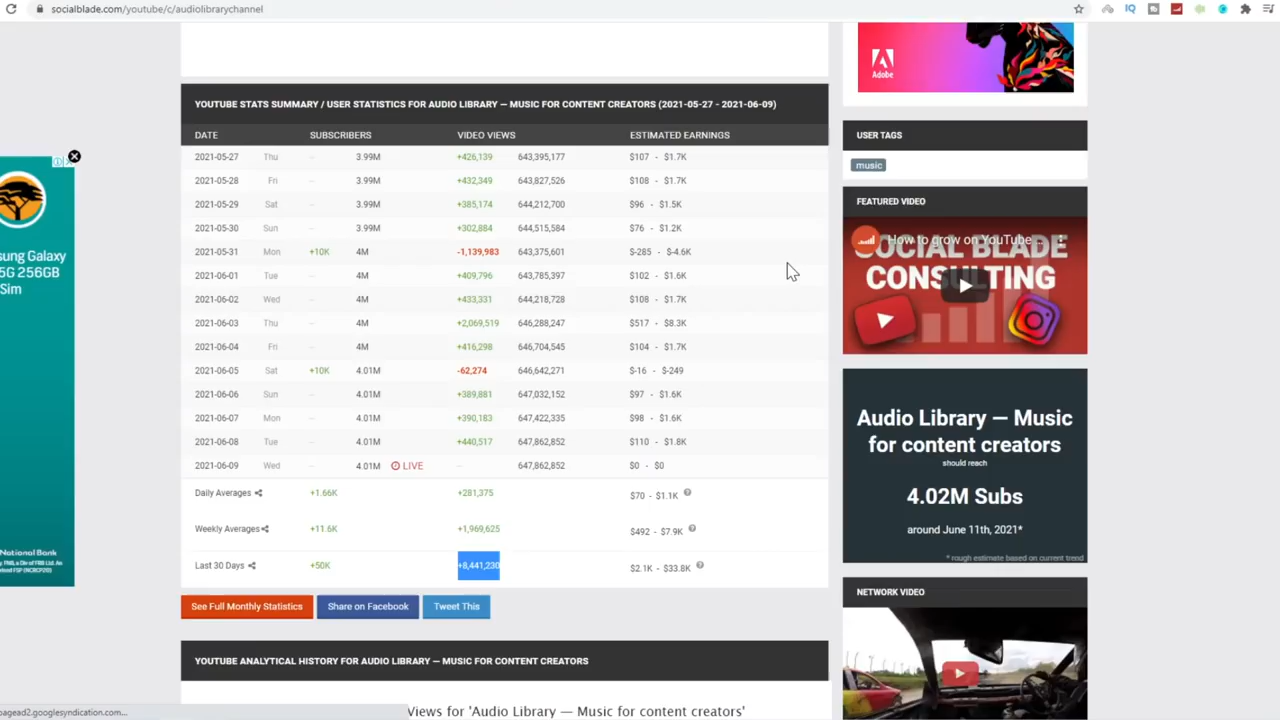 socialblade.com/youtube/c/audiolibrarychannel
IQ
Adobe
YOUTUBE STATS SUMMARY / USER STATISTICS FOR AUDIO LIBRARY — MUSIC FOR CONTENT CREATORS (2021-05-27 - 2021-06-09)
DATE SUBSCRIBERS VIDEO VIEWS ESTIMATED EARNINGS
2021-05-27 Thu -- 3.99M +426,139 643,395,177 $107 - $1.7K
2021-05-28 Fri -- 3.99M +432,349 643,827,526 $108 - $1.7K
2021-05-29 Sat -- 3.99M +385,174 644,212,700 $96 - $1.5K
2021-05-30 Sun -- 3.99M +302,884 644,515,584 $76 - $1.2K
2021-05-31 Mon +10K 4M -1,139,983 643,375,601 $-285 - $-4.6K
2021-06-01 Tue -- 4M +409,796 643,785,397 $102 - $1.6K
2021-06-02 Wed -- 4M +433,331 644,218,728 $108 - $1.7K
2021-06-03 Thu -- 4M +2,069,519 646,288,247 $517 - $8.3K
2021-06-04 Fri -- 4M +416,298 646,704,545 $104 - $1.7K
2021-06-05 Sat +10K 4.01M -62,274 646,642,271 $-16 - $-249
2021-06-06 Sun -- 4.01M +389,881 647,032,152 $97 - $1.6K
2021-06-07 Mon -- 4.01M +390,183 647,422,335 $98 - $1.6K
2021-06-08 Tue -- 4.01M +440,517 647,862,852 $110 - $1.8K
2021-06-09 Wed -- 4.01M LIVE -- 647,862,852 $0 - $0
Daily Averages +1.66K +281,375 $70 - $1.1K
Weekly Averages +11.6K +1,969,625 $492 - $7.9K
Last 30 Days +50K +8,441,230 $2.1K - $33.8K
See Full Monthly Statistics Share on Facebook Tweet This
YOUTUBE ANALYTICAL HISTORY FOR AUDIO LIBRARY — MUSIC FOR CONTENT CREATORS
Views for 'Audio Library — Music for content creators'
USER TAGS
music
FEATURED VIDEO
How to grow on YouTube ...
SOCIAL BLADE
CONSULTING
Audio Library — Music
for content creators
should reach
4.02M Subs
around June 11th, 2021*
* rough estimate based on current trend
NETWORK VIDEO
msung Galaxy
5G 256GB
Sim
National Bank
pagead2.googlesyndication.com...